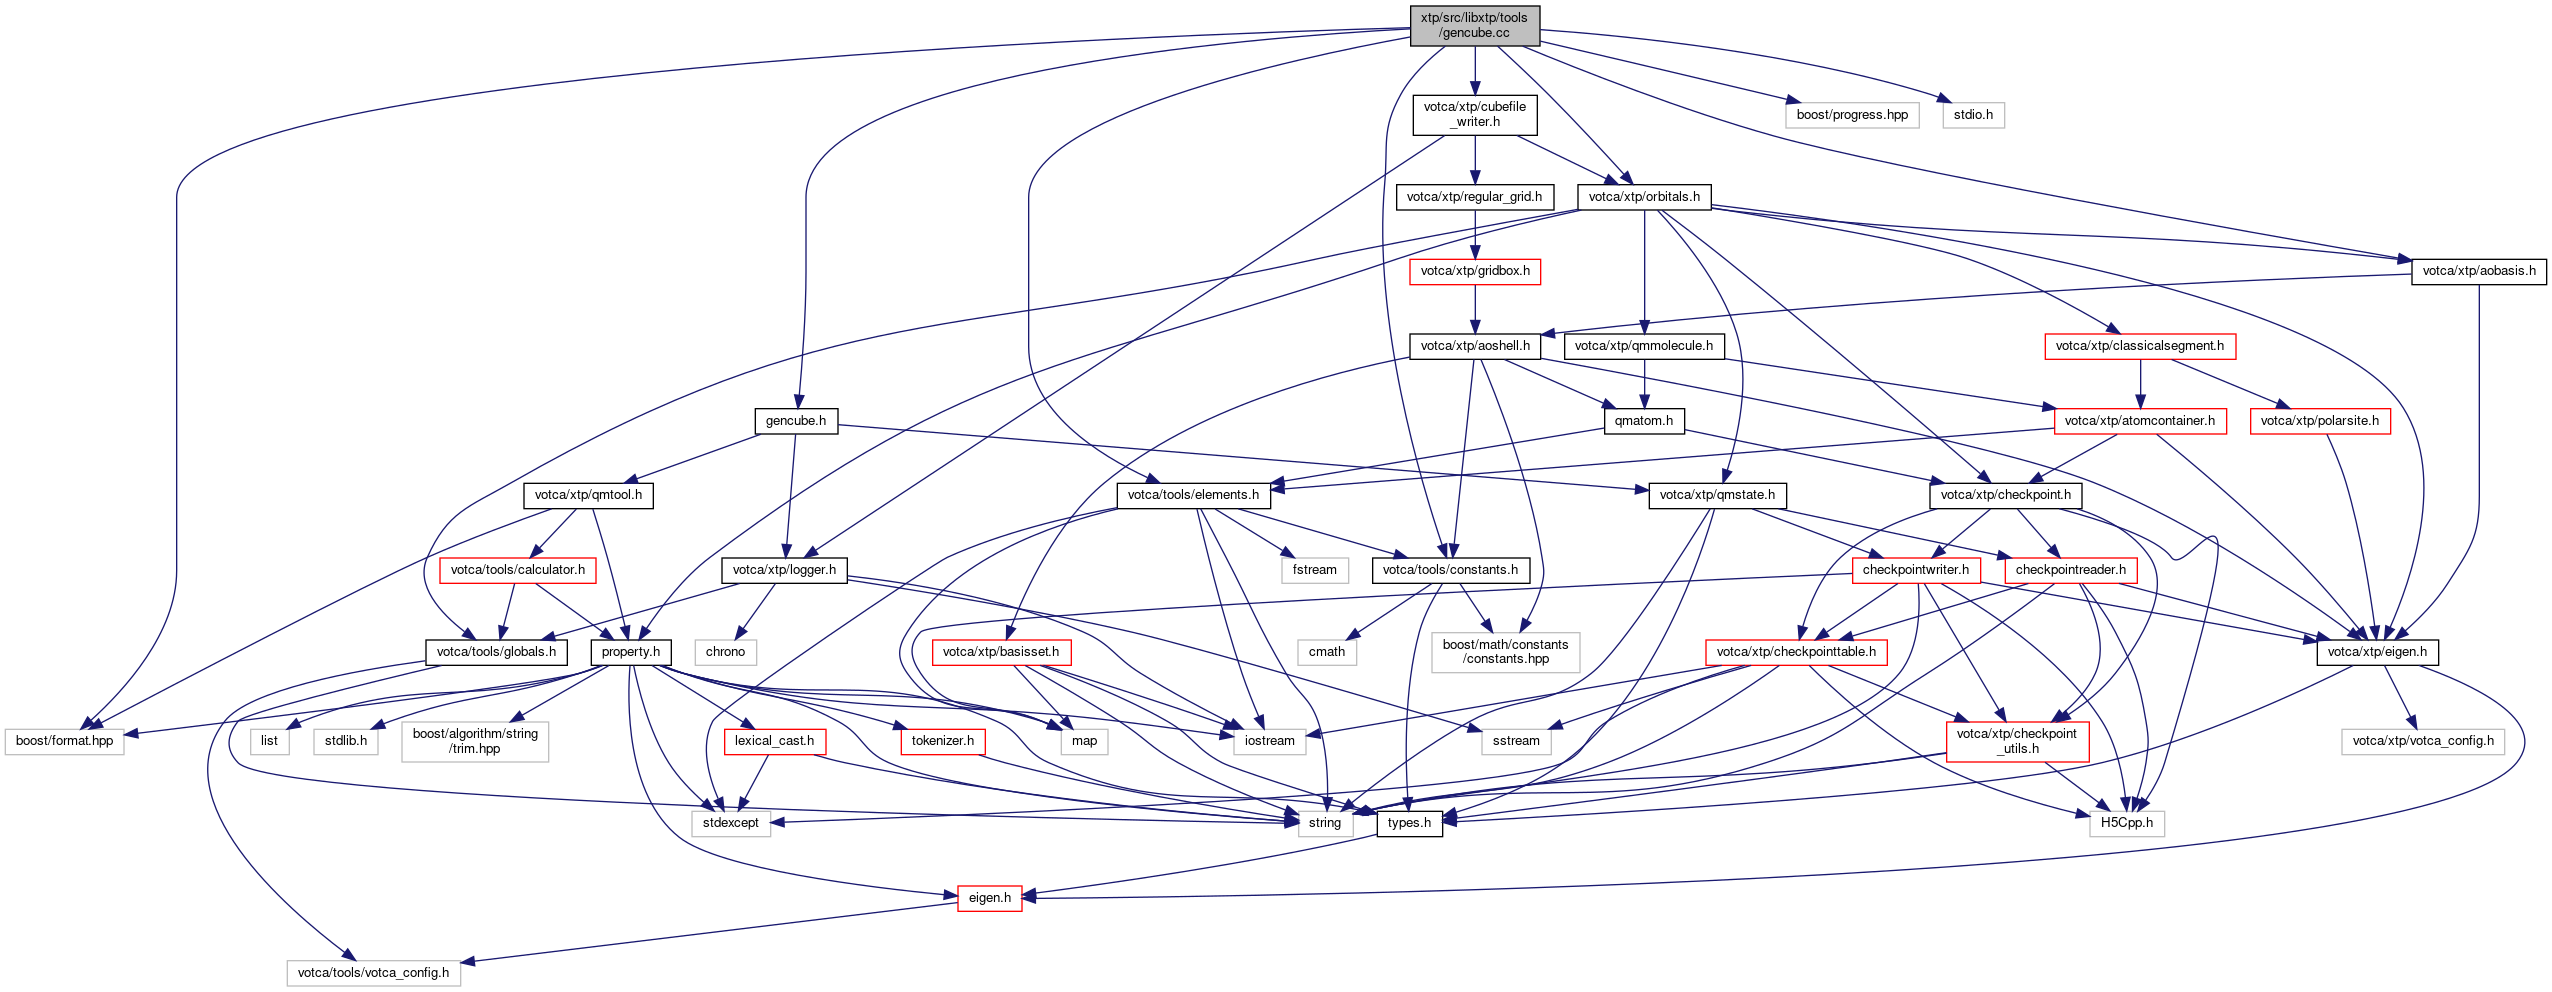 xtp/src/libxtp/tools
/gencube.cc
votca/xtp/cubefile
_writer.h
boost/progress.hpp
stdio.h
votca/xtp/regular_grid.h
votca/xtp/orbitals.h
votca/xtp/gridbox.h
votca/xtp/aobasis.h
votca/xtp/aoshell.h
votca/xtp/qmmolecule.h
votca/xtp/classicalsegment.h
gencube.h
qmatom.h
votca/xtp/atomcontainer.h
votca/xtp/polarsite.h
votca/xtp/qmtool.h
votca/tools/elements.h
votca/xtp/qmstate.h
votca/xtp/checkpoint.h
votca/tools/calculator.h
votca/xtp/logger.h
fstream
votca/tools/constants.h
checkpointwriter.h
checkpointreader.h
votca/tools/globals.h
property.h
chrono
votca/xtp/basisset.h
cmath
boost/math/constants
/constants.hpp
votca/xtp/checkpointtable.h
votca/xtp/eigen.h
boost/format.hpp
list
stdlib.h
boost/algorithm/string
/trim.hpp
lexical_cast.h
tokenizer.h
map
iostream
sstream
votca/xtp/checkpoint
_utils.h
votca/xtp/votca_config.h
stdexcept
string
types.h
H5Cpp.h
eigen.h
votca/tools/votca_config.h